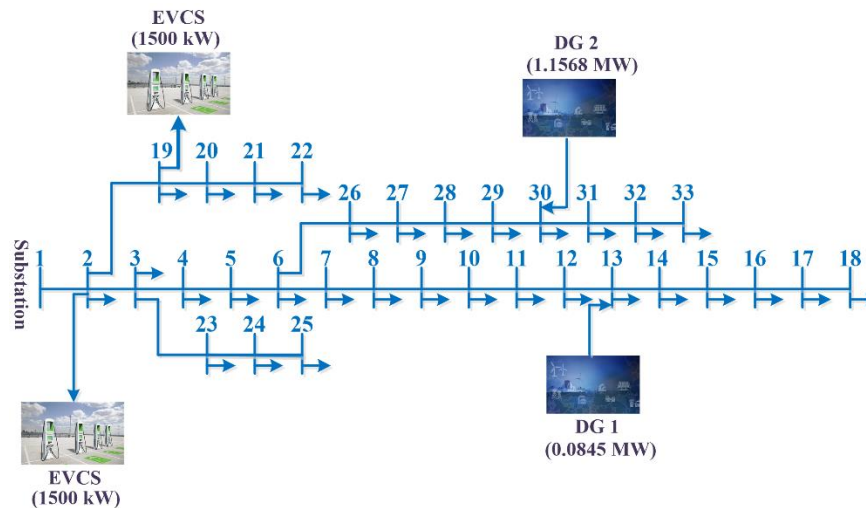 EVCS
(1500 kW)
DG 2
(1.1568 MW)
19 20 21 22
26 27 28 29 30 31 32 33
Substation
1 2 3 4 5 6 7 8 9 10 11 12 13 14 15 16 17 18
23 24 25
EVCS
(1500 kW)
DG 1
(0.0845 MW)